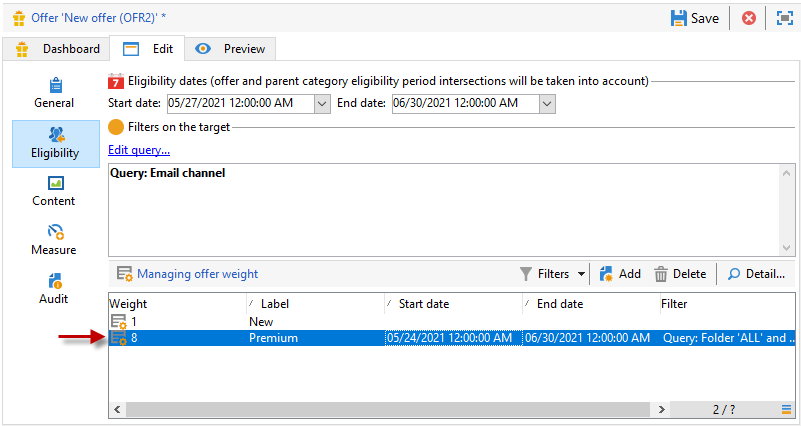 Offer 'New offer (OFR2)' *
Save
Dashboard Edit Preview
General
Eligibility
Content
Measure
Audit
7 Eligibility dates (offer and parent category eligibility period intersections will be taken into account)
Start date: 05/27/2021 12:00:00 AM End date: 06/30/2021 12:00:00 AM
Filters on the target
Edit query...
Query: Email channel
Managing offer weight Filters Add Delete Detail...
Weight Label Start date End date Filter
1 New
8 Premium 05/24/2021 12:00:00 AM 06/30/2021 12:00:00 AM Query: Folder 'ALL' and ...
2 / ?